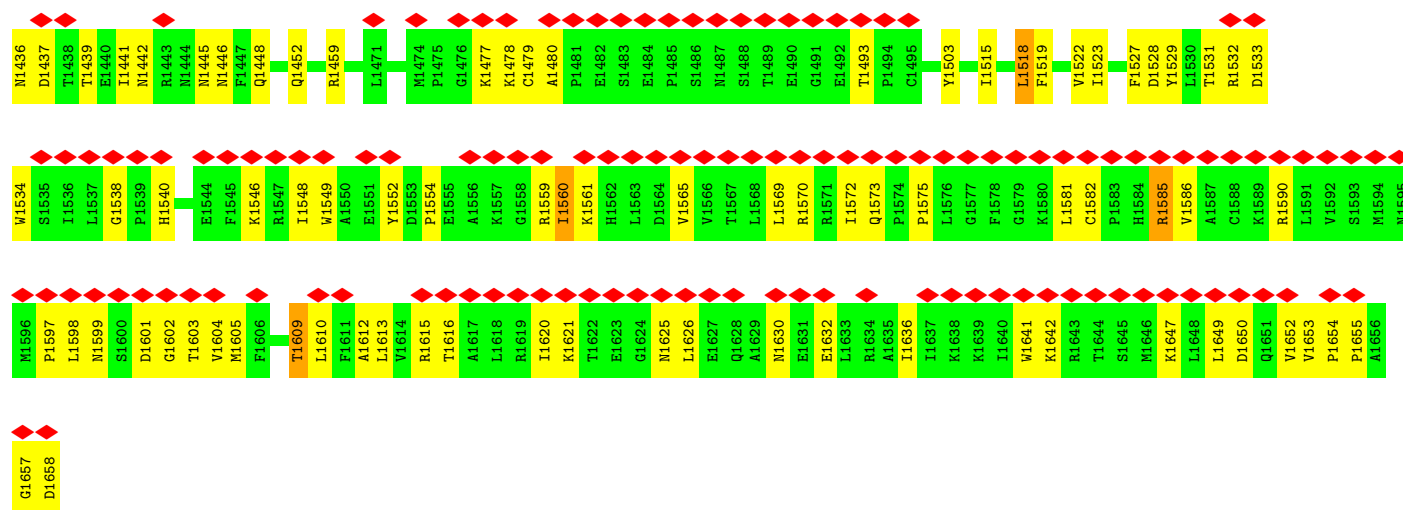 N1436 D1437 T1438 T1439 E1440 I1441 N1442 R1443 N1444 N1445 N1446 F1447 Q1448 Q1452 R1459 L1471 M1474 P1475 G1476 K1477 K1478 C1479 A1480 P1481 E1482 S1483 E1484 P1485 S1486 N1487 S1488 T1489 E1490 G1491 E1492 T1493 P1494 C1495 Y1503 I1515 L1518 F1519 V1522 I1523 F1527 D1528 Y1529 L1530 T1531 R1532 D1533
W1534 S1535 I1536 L1537 G1538 P1539 H1540 E1544 F1545 K1546 R1547 I1548 W1549 A1550 E1551 Y1552 D1553 P1554 E1555 A1556 K1557 G1558 R1559 I1560 K1561 H1562 L1563 D1564 V1565 V1566 T1567 L1568 L1569 R1570 R1571 I1572 Q1573 P1574 P1575 L1576 G1577 F1578 G1579 K1580 L1581 C1582 P1583 H1584 R1585 V1586 A1587 C1588 K1589 R1590 L1591 V1592 S1593 M1594 N1595
M1596 P1597 L1598 N1599 S1600 D1601 G1602 T1603 V1604 M1605 F1606 T1609 L1610 F1611 A1612 L1613 V1614 R1615 T1616 A1617 L1618 R1619 I1620 K1621 T1622 E1623 G1624 N1625 L1626 E1627 Q1628 A1629 N1630 E1631 E1632 L1633 R1634 A1635 I1636 I1637 K1638 K1639 I1640 W1641 K1642 R1643 T1644 S1645 M1646 K1647 L1648 L1649 D1650 Q1651 V1652 V1653 P1654 P1655 A1656
G1657 D1658